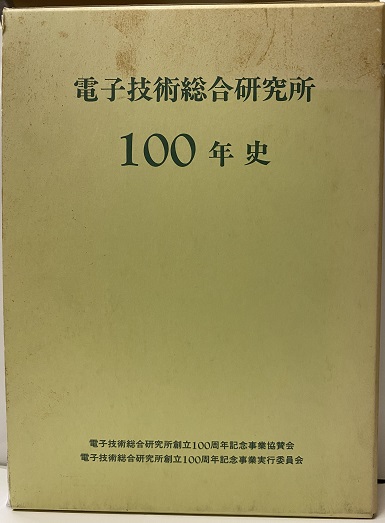 電子技術総合研究所
100年史
電子技術総合研究所創立100周年記念事業協賛会
電子技術総合研究所創立100周年記念事業実行委員会